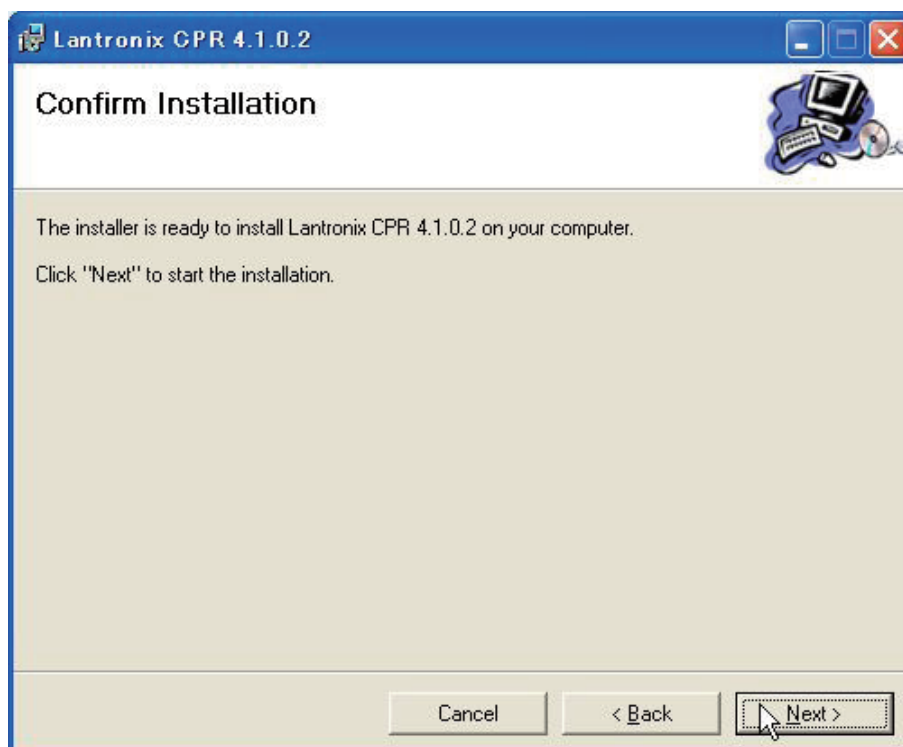 Lantronix CPR 4.1.0.2
Confirm Installation
The installer is ready to install Lantronix CPR 4.1.0.2 on your computer.
Click "Next" to start the installation.
Cancel
< Back
Next >